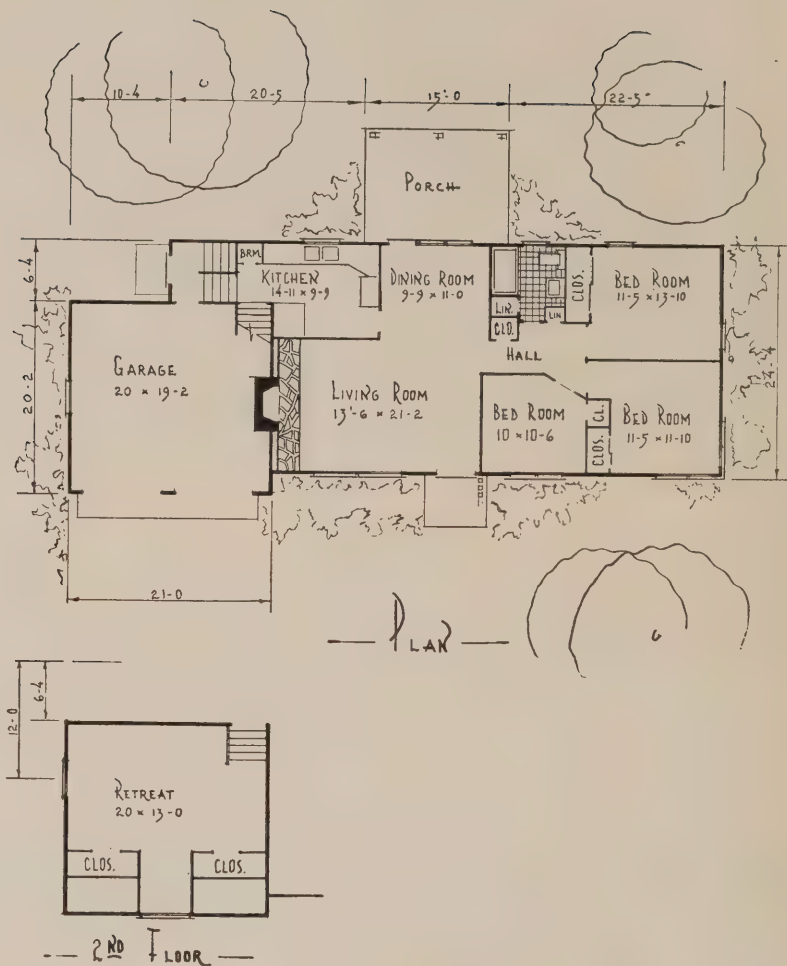 10-4
20-5
15'-0
22-5"
PORCH
6-4
BRM.
KITCHEN
14-11 x 9-9
DINING ROOM
9-9 x 11-0
LIN.
CLO.
LIN
CLOS.
BED ROOM
11-5 x 13-10
HALL
GARAGE
20 x 19-2
20-2
LIVING ROOM
13'-6 x 21-2
BED ROOM
10 x 10-6
CL.
CLOS.
BED ROOM
11-5 x 11-10
24-4
21-0
PLAN
12-0
6-4
RETREAT
20 x 13-0
CLOS.
CLOS.
2ND FLOOR